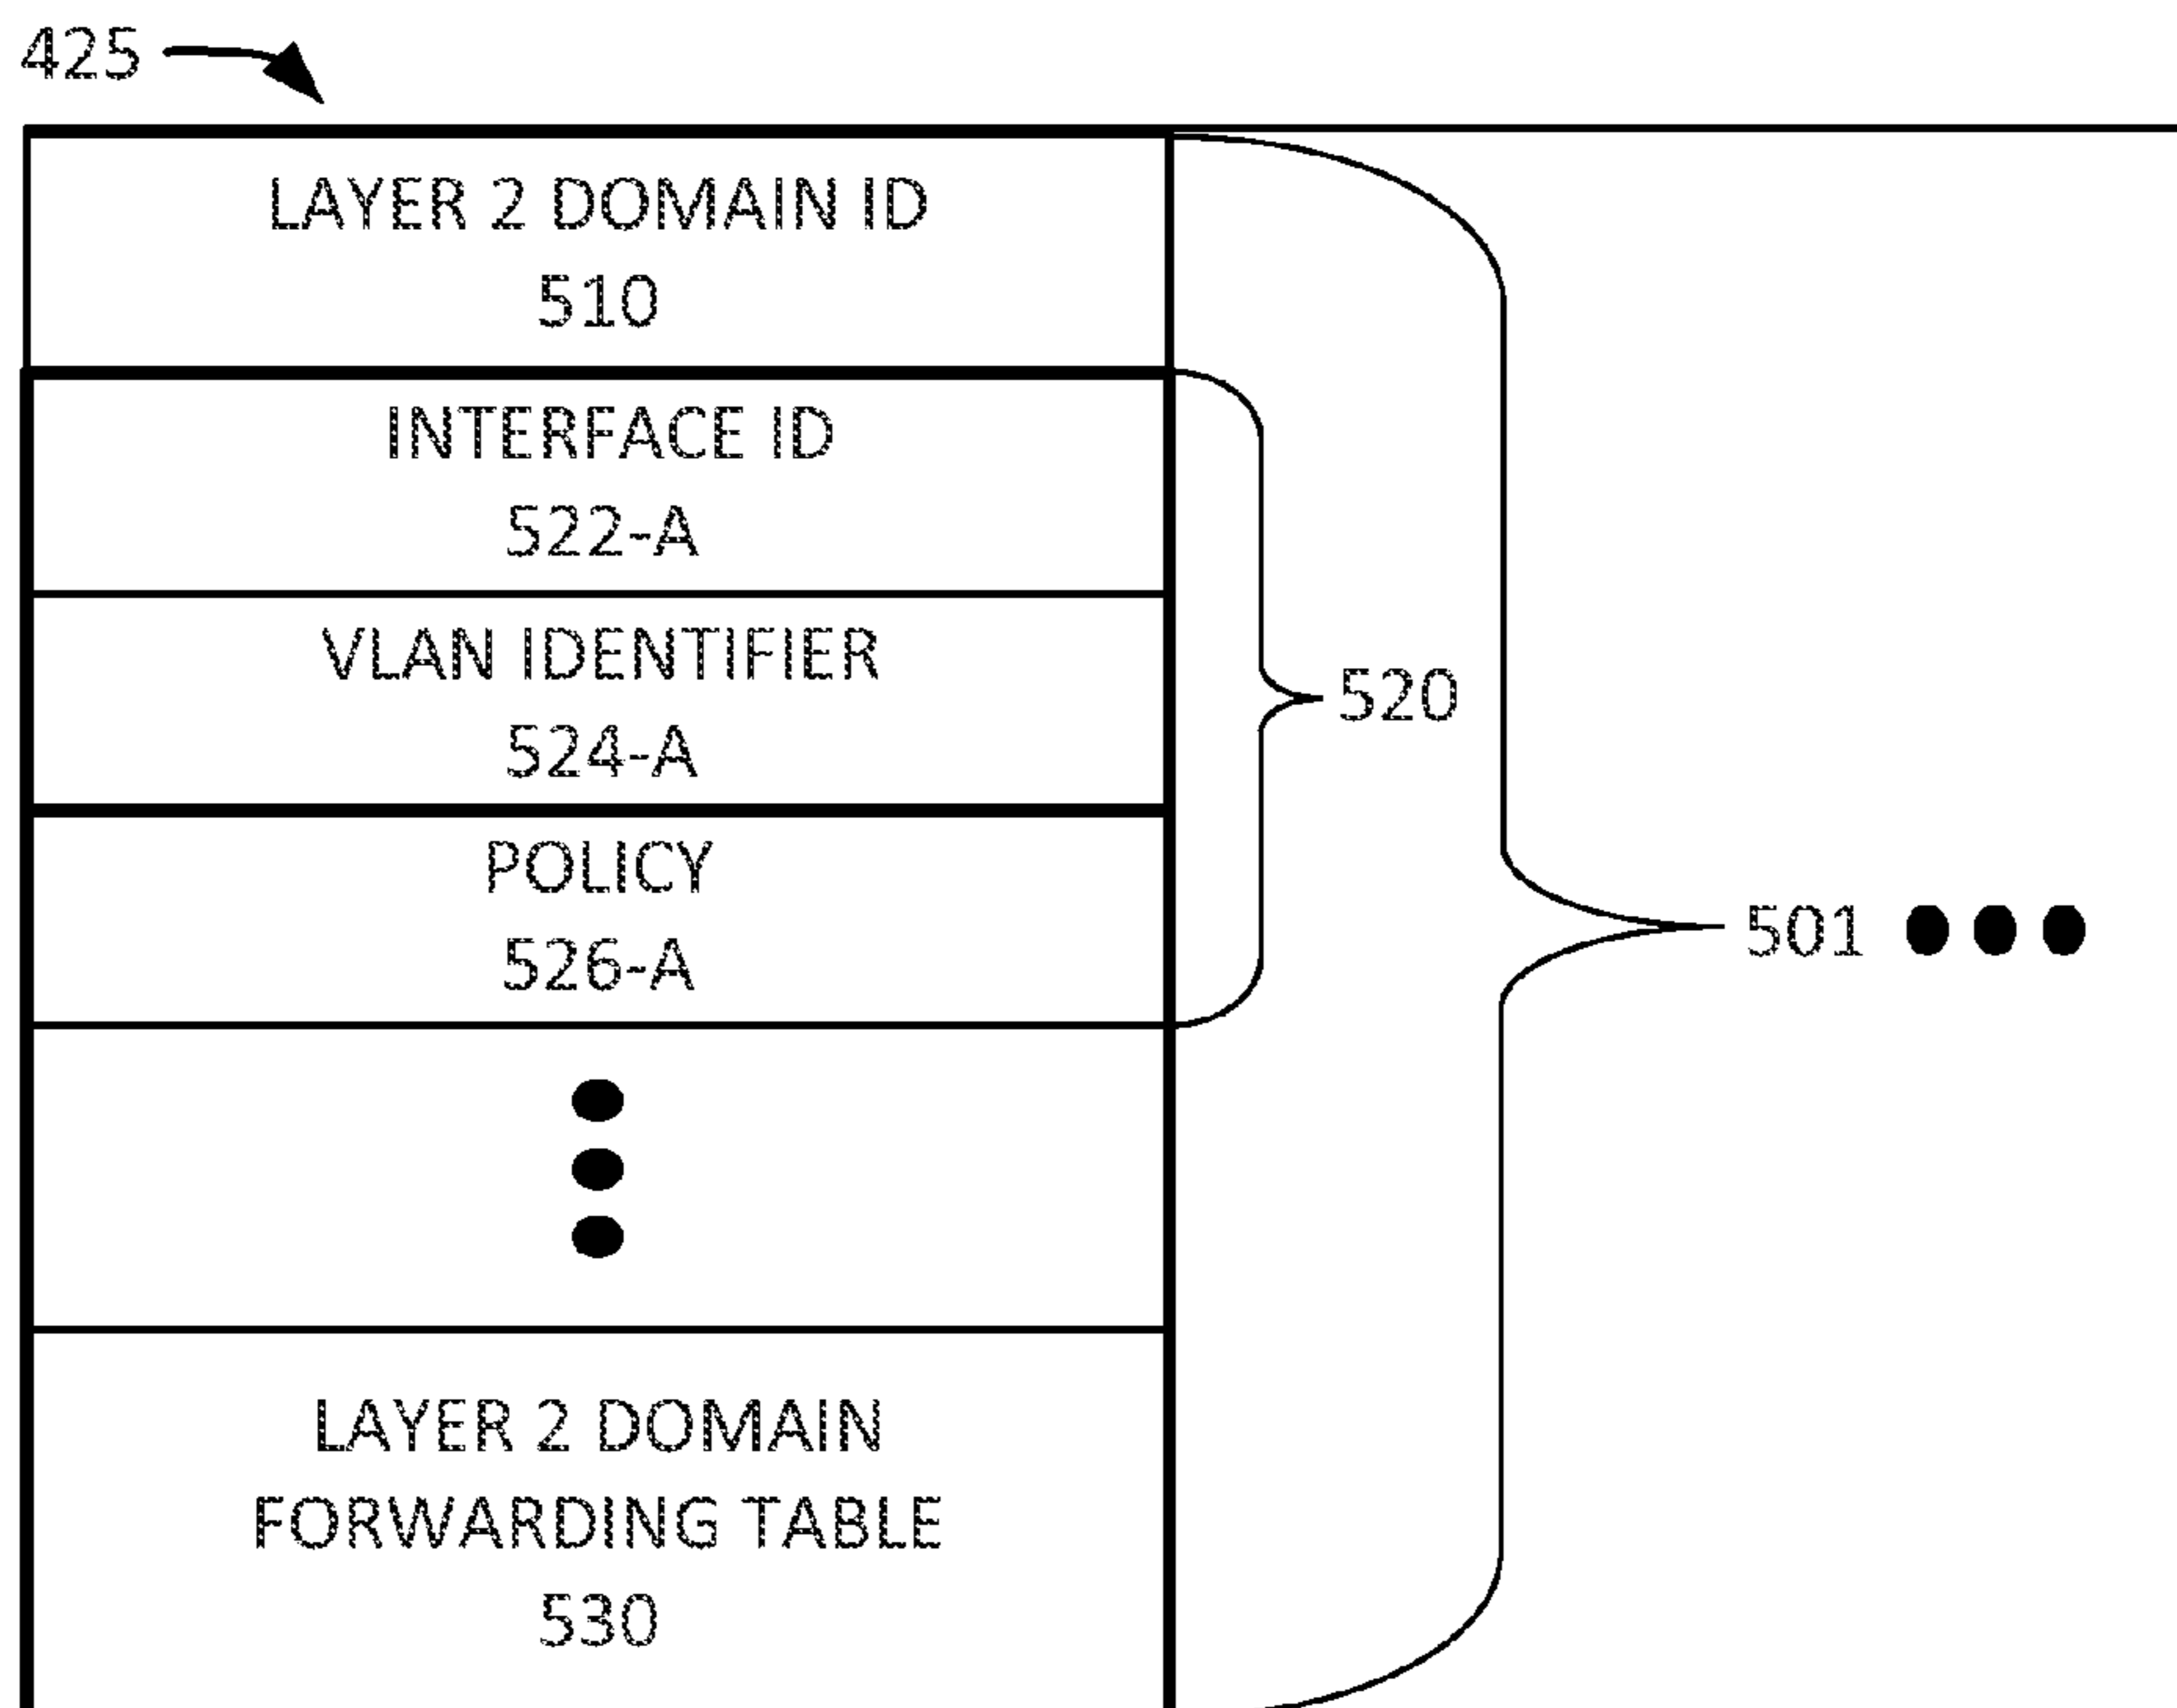 425
LAYER 2 DOMAIN ID
510
INTERFACE ID
522-A
VLAN IDENTIFIER
524-A
520
POLICY
526-A
501
LAYER 2 DOMAIN
FORWARDING TABLE
530